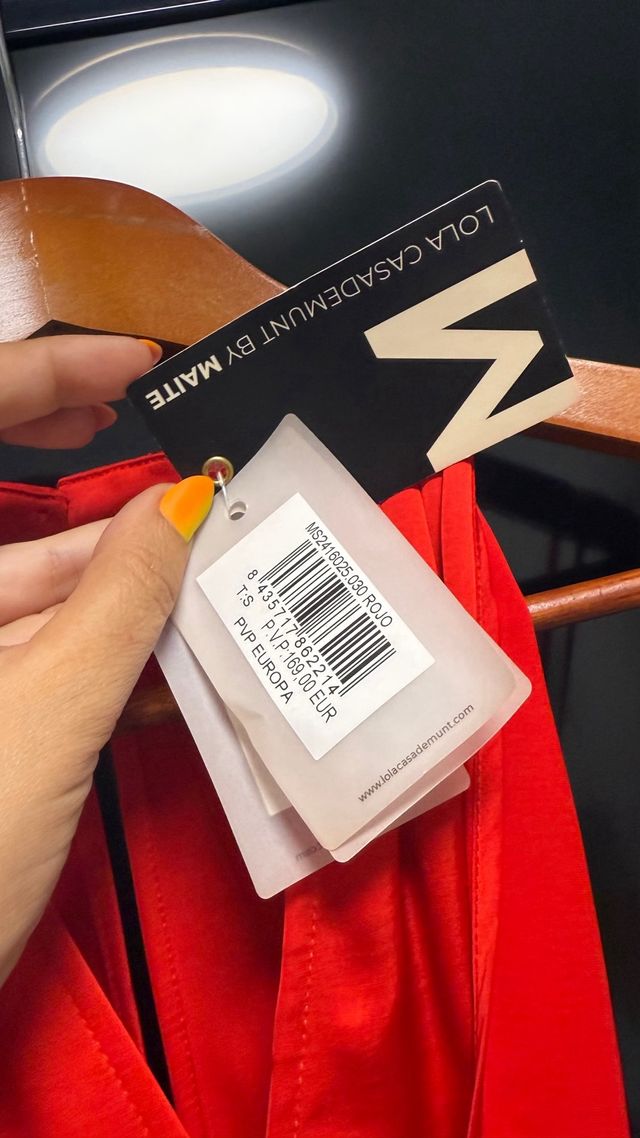 LOLA CASADEMUNT BY MAITE
M
MS2416025.030 ROJO
8 435717 862214
T:S P.V.P:169.00 EUR
PVP EUROPA
www.lolacasademunt.com